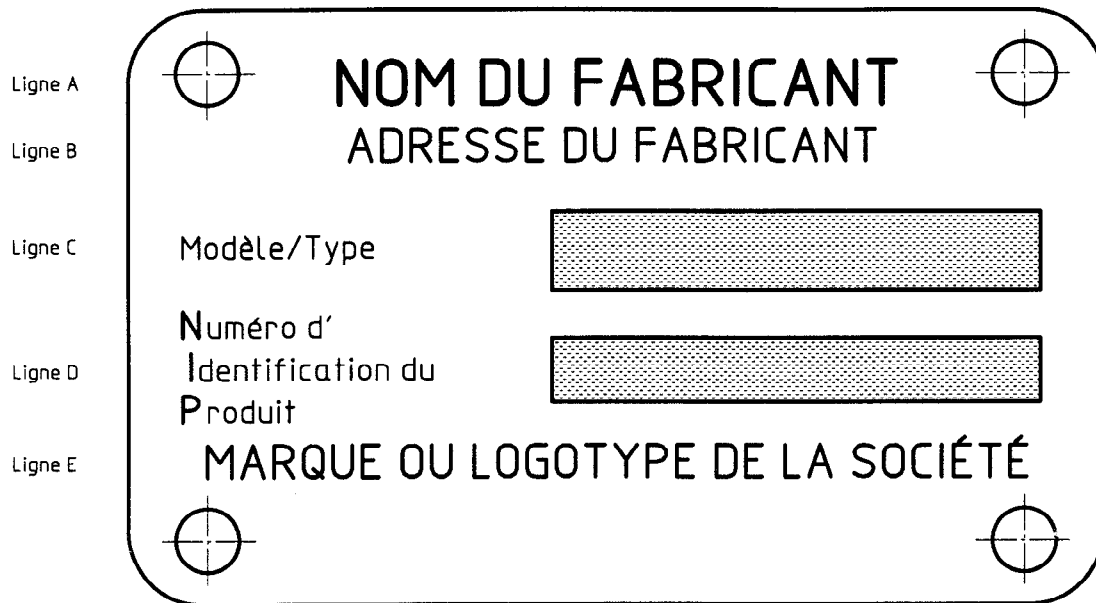 Ligne A NOM DU FABRICANT
Ligne B ADRESSE DU FABRICANT
Ligne C Modèle/Type
Numéro d'
Ligne D Identification du
Produit
Ligne E MARQUE OU LOGOTYPE DE LA SOCIÉTÉ